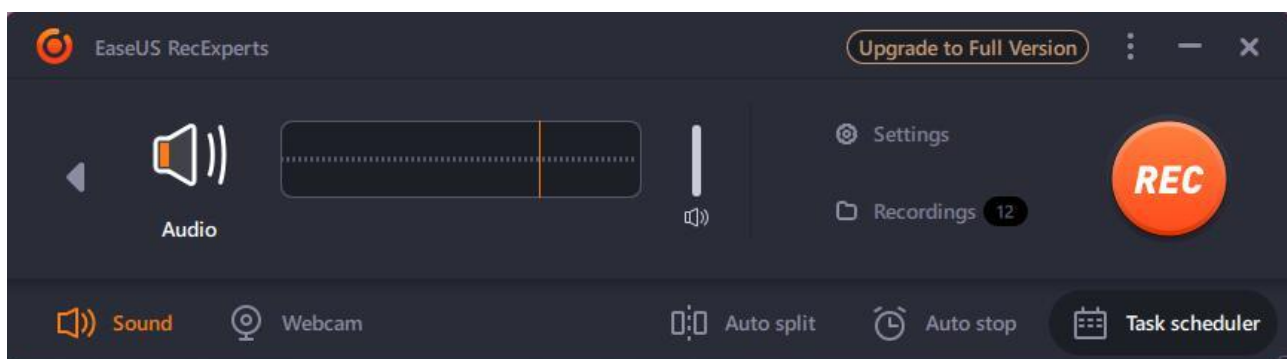 EaseUS RecExperts
Upgrade to Full Version
Settings
REC
Recordings 12
Audio
Sound
Webcam
Auto split
Auto stop
Task scheduler